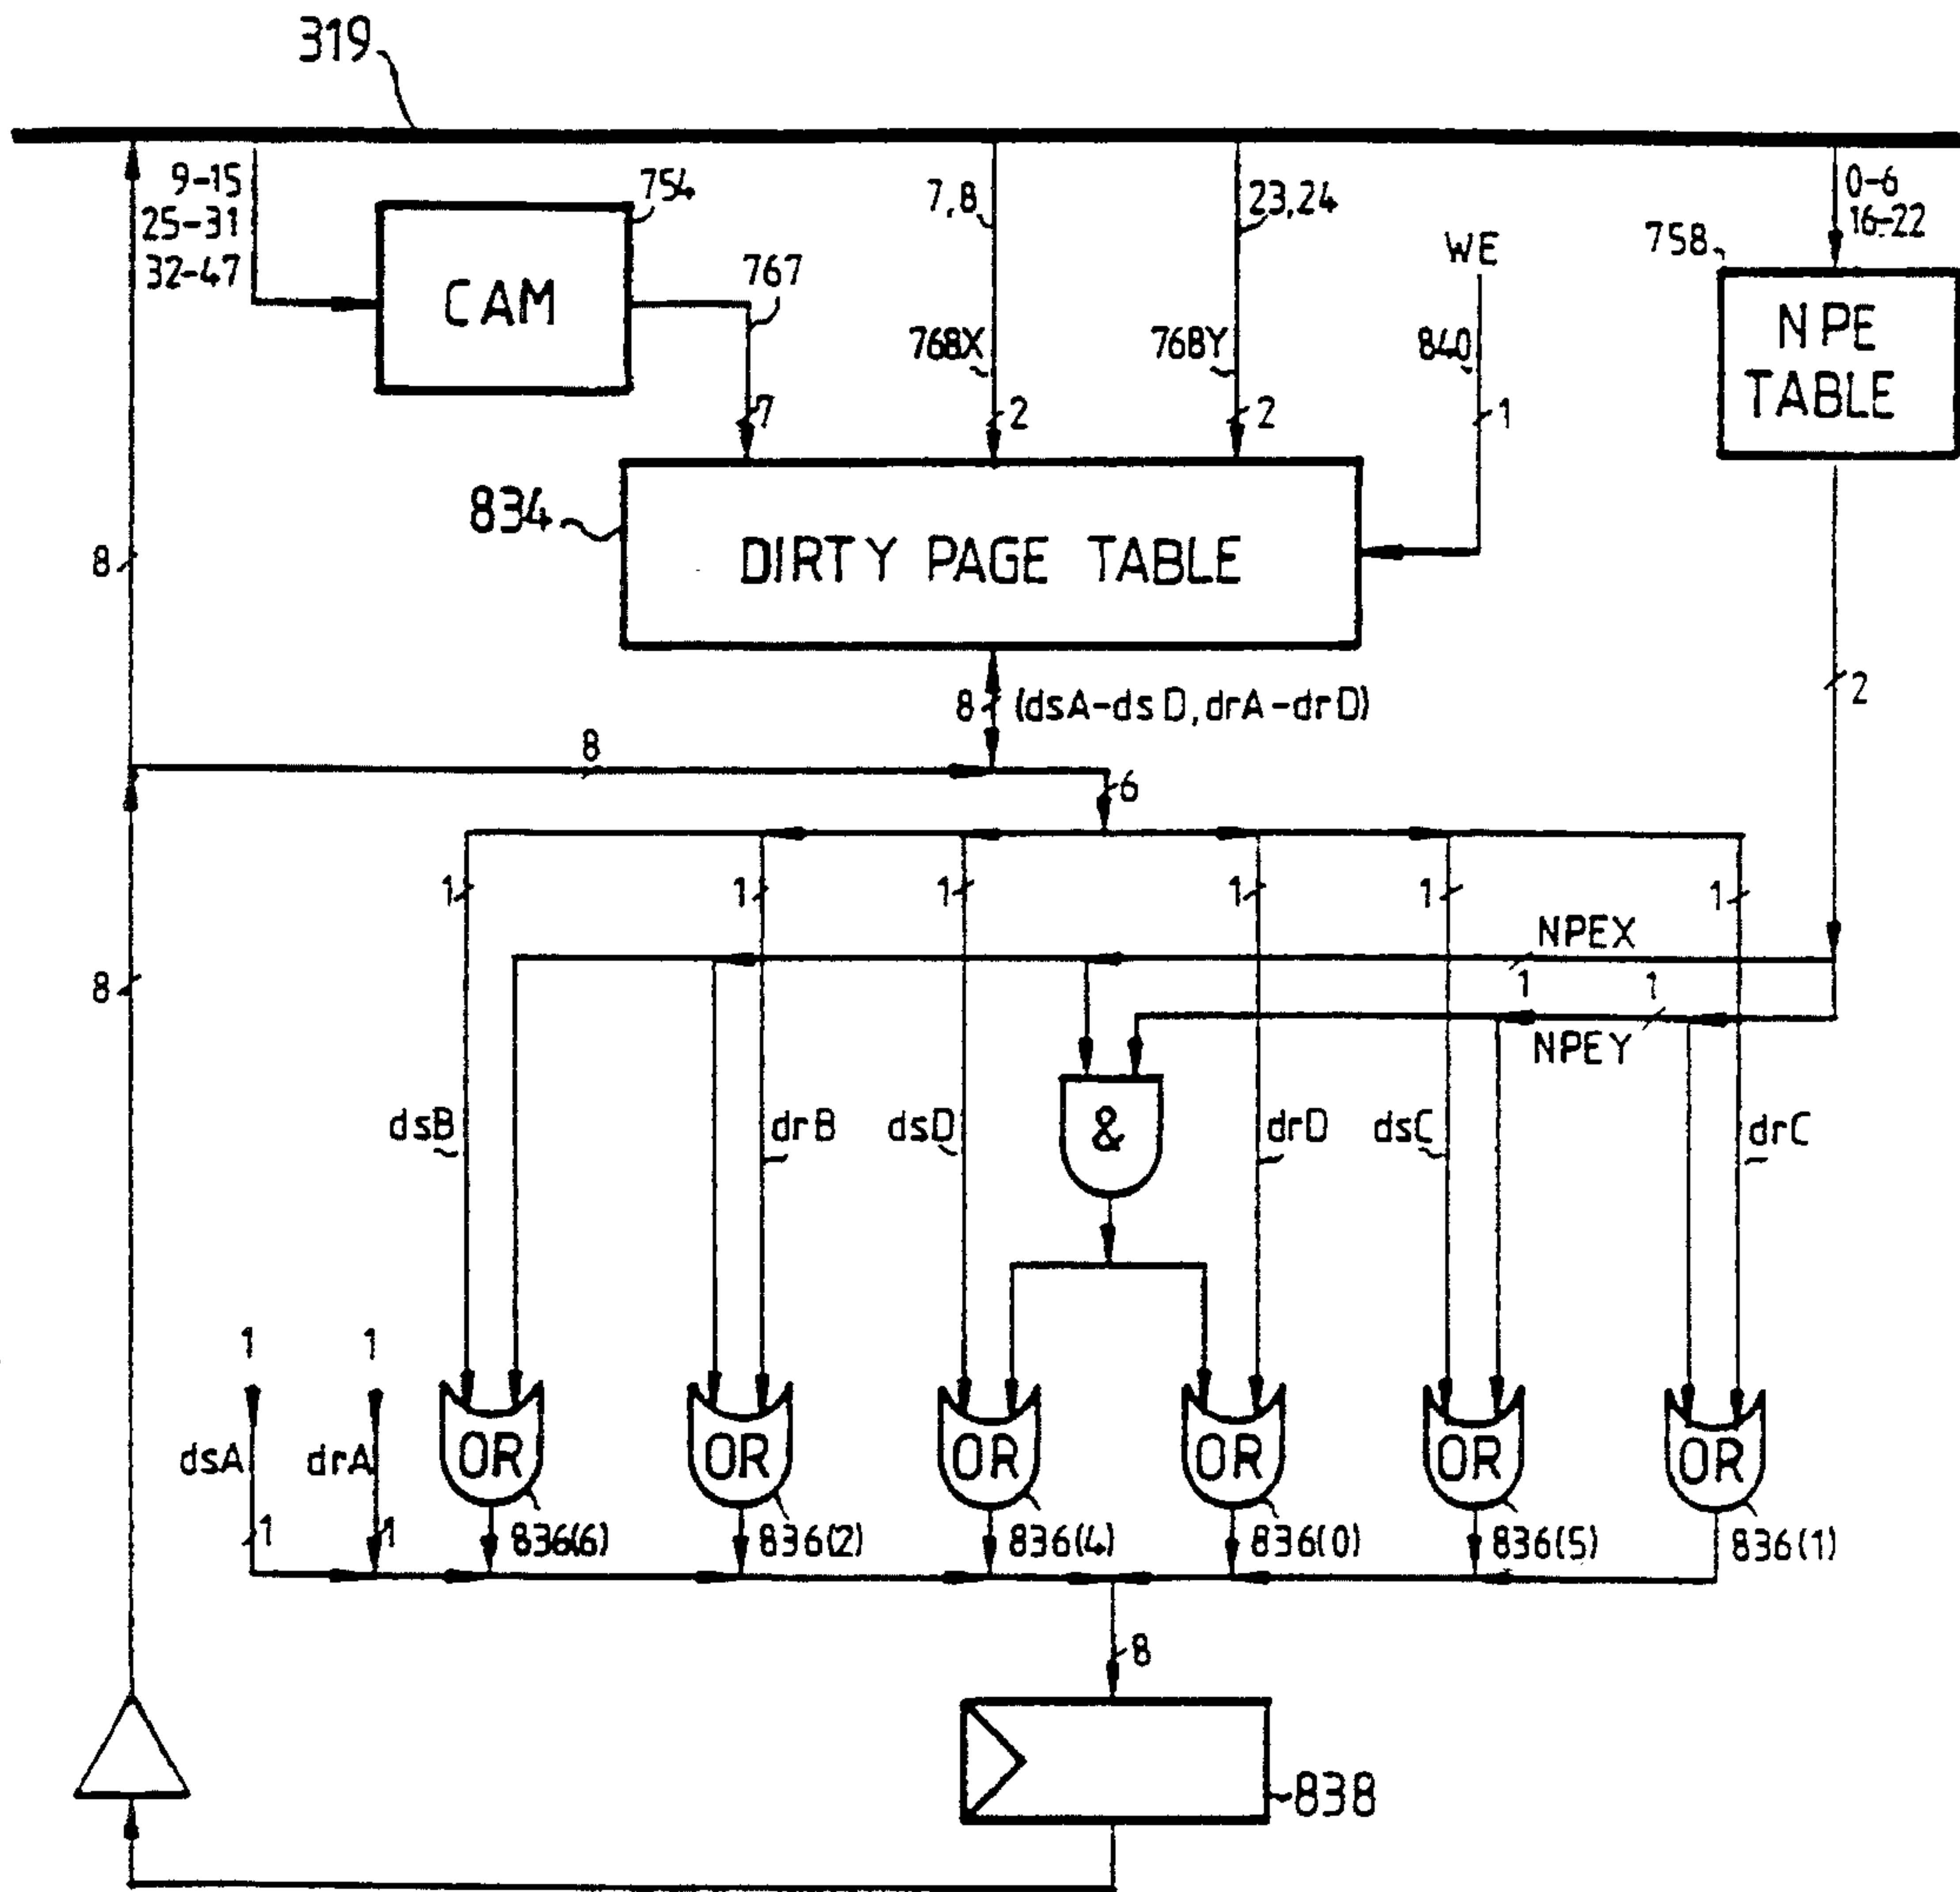 319
9-15
25-31
32-47
754
CAM
767
7,8
23,24
768X
768Y
WE
840
0-6
16-22
758
NPE
TABLE
7
2
2
1
834
DIRTY PAGE TABLE
8
8 (dsA-dsD, drA-drD)
2
8
6
1
1
1
1
1
1
NPEX
1
1
NPEY
8
dsB
drB
dsD
&
drD
dsC
drC
1
1
dsA
drA
OR
OR
OR
OR
OR
OR
1
1
836(6)
836(2)
836(4)
836(0)
836(5)
836(1)
8
838